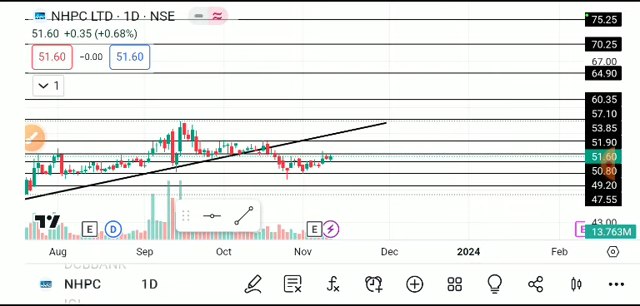 NHPC LTD · 1D · NSE
51.60 +0.35 (+0.68%)
51.60 −0.00 51.60
1
75.25
70.25
67.00
64.90
60.35
57.10
53.85
51.90
51.60
50.80
49.20
47.55
43.00
13.763M
E D E E
Aug Sep Oct Nov Dec 2024 Feb
DCBBANK
NHPC 1D